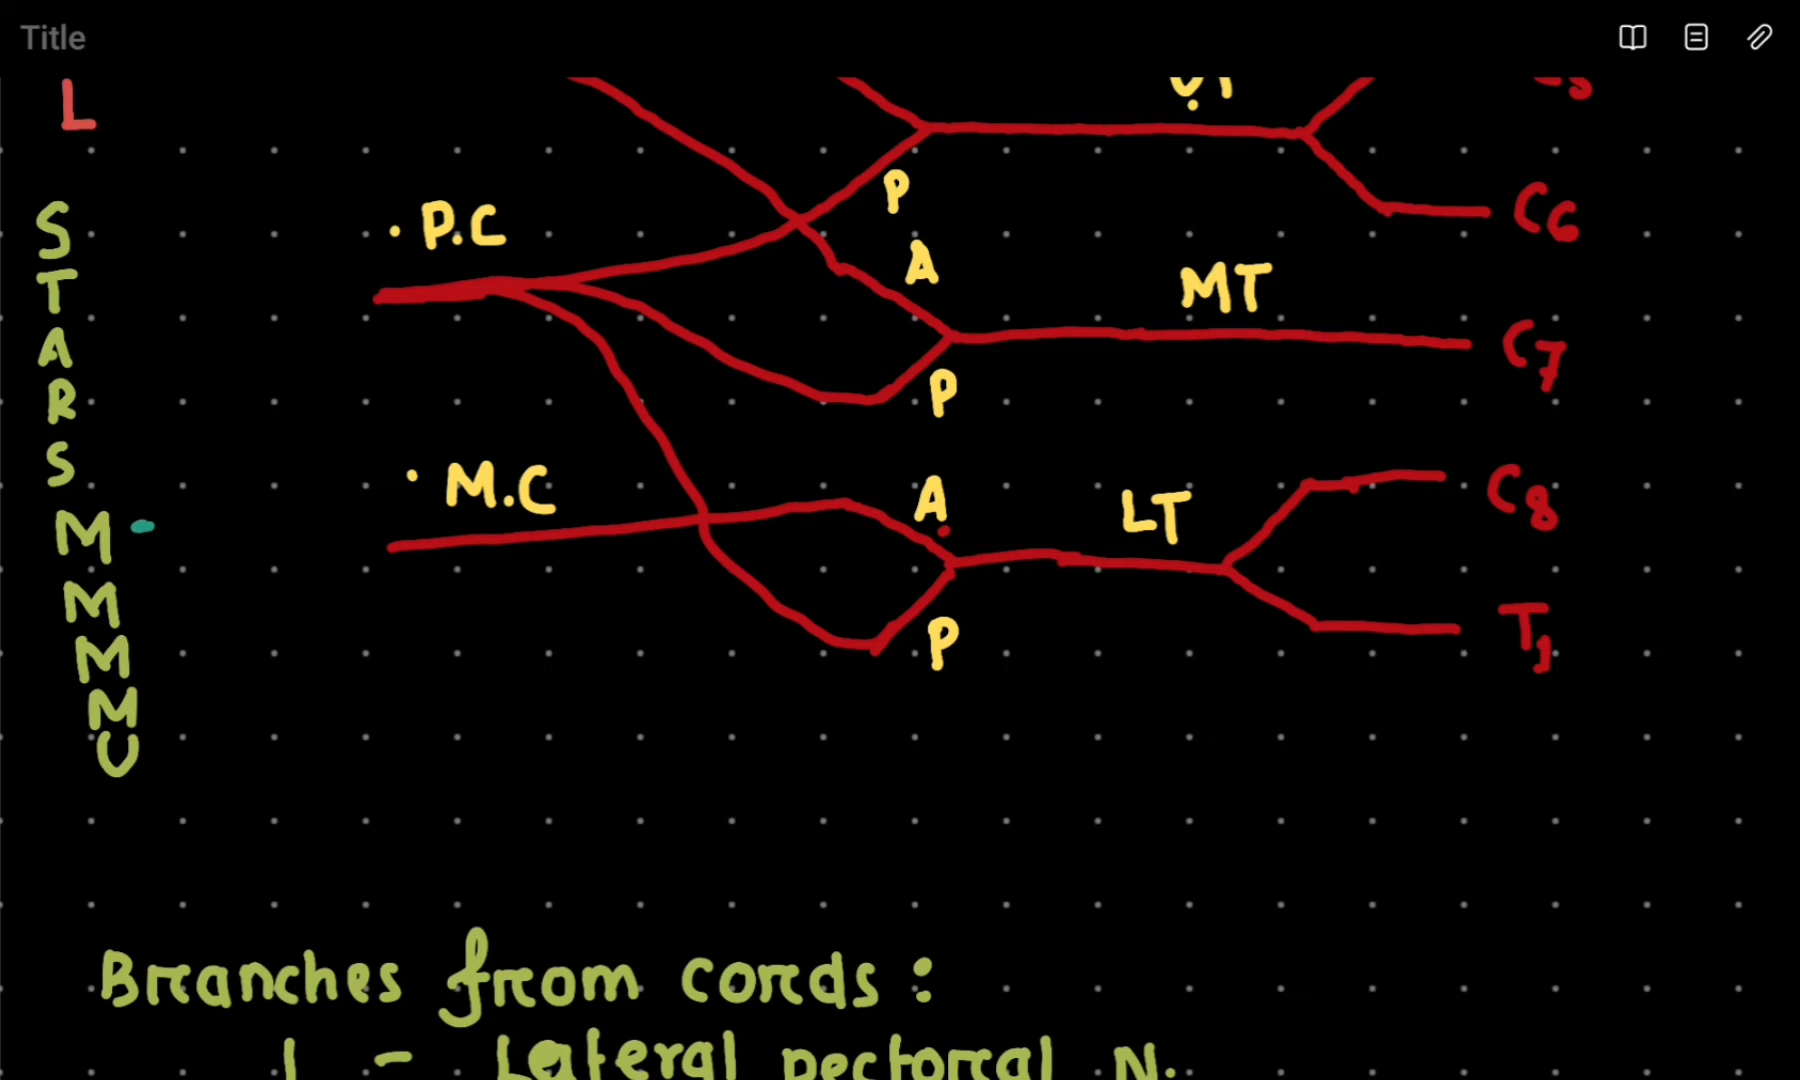 Title
L
P
S
· P.C
C6
A
T
MT
A
C7
R
P
S
· M.C
A
C8
LT
M
M
T1
P
M
M
U
Branches from cords :
L - Lateral pectoral N.